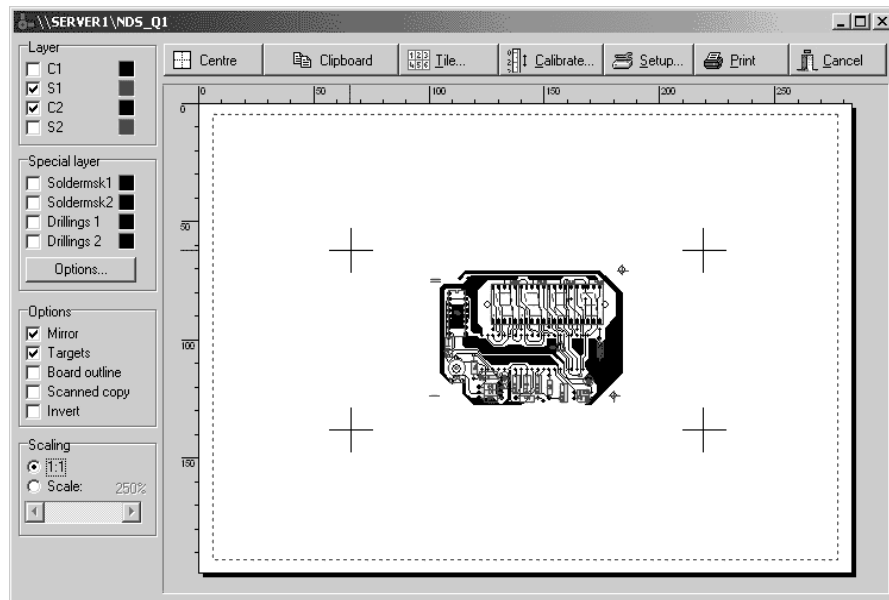 \\SERVER1\NDS_Q1
Layer
C1
S1
C2
S2
Special layer
Soldermsk1
Soldermsk2
Drillings 1
Drillings 2
Options...
Options
Mirror
Targets
Board outline
Scanned copy
Invert
Scaling
1:1
Scale: 250%
Centre Clipboard Tile... Calibrate... Setup... Print Cancel
0 50 100 150 200 250
0
50
100
150